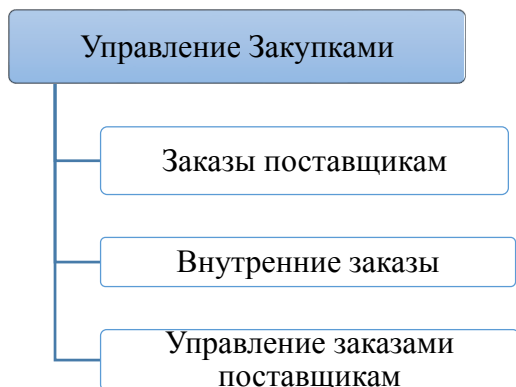 Управление Закупками
Заказы поставщикам
Внутренние заказы
Управление заказами
поставщикам